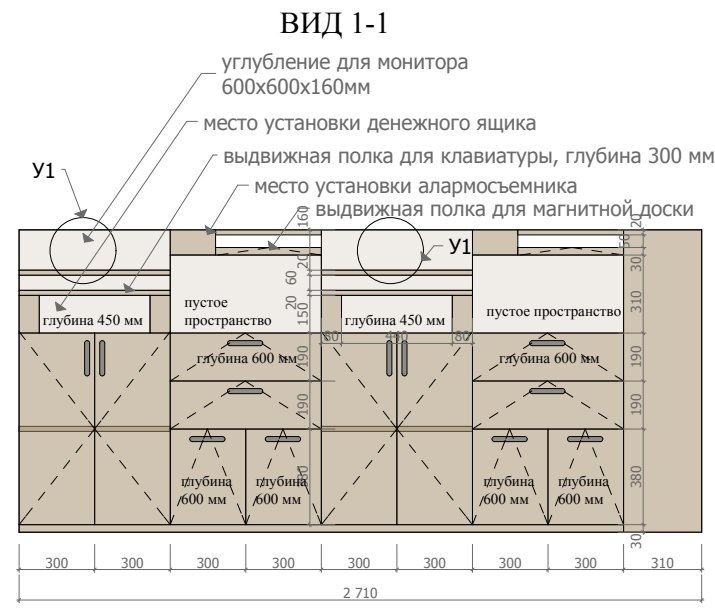 ВИД 1-1
углубление для монитора
600х600х160мм
место установки денежного ящика
выдвижная полка для клавиатуры, глубина 300 мм
У1
место установки алармосъемника
выдвижная полка для магнитной доски
160
20
У1
50
20
30
60
20
150
310
пустое
пространство
пустое пространство
глубина 450 мм
глубина 450 мм
80
80
190
190
глубина 600 мм
глубина 600 мм
190
190
380
глубина
600 мм
глубина
600 мм
глубина
600 мм
глубина
600 мм
30
300 300 300 300 300 300 300 300 310
2 710